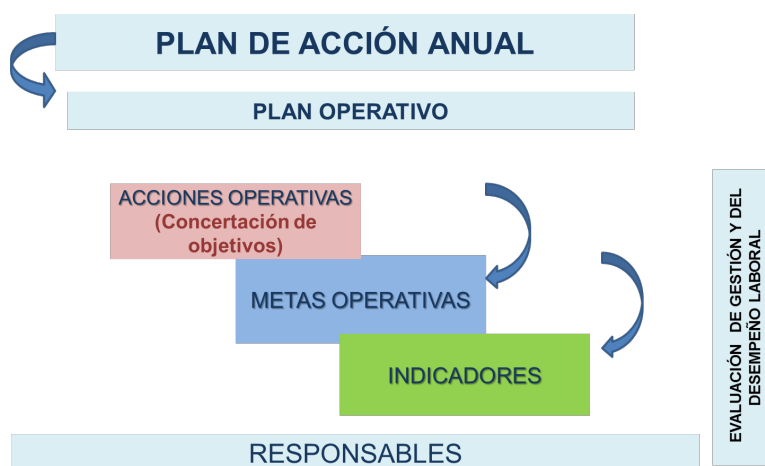 PLAN DE ACCIÓN ANUAL
PLAN OPERATIVO
ACCIONES OPERATIVAS
(Concertación de
objetivos)
METAS OPERATIVAS
INDICADORES
RESPONSABLES
EVALUACIÓN DE GESTIÓN Y DEL
DESEMPEÑO LABORAL